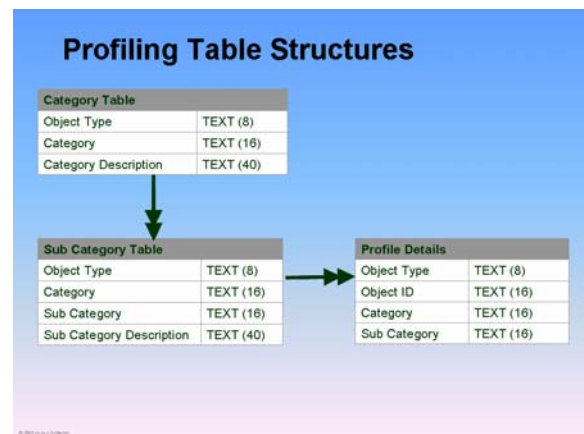 Profiling Table Structures
Category Table
Object Type TEXT (8)
Category TEXT (16)
Category Description TEXT (40)
Sub Category Table
Object Type TEXT (8)
Category TEXT (16)
Sub Category TEXT (16)
Sub Category Description TEXT (40)
Profile Details
Object Type TEXT (8)
Object ID TEXT (16)
Category TEXT (16)
Sub Category TEXT (16)